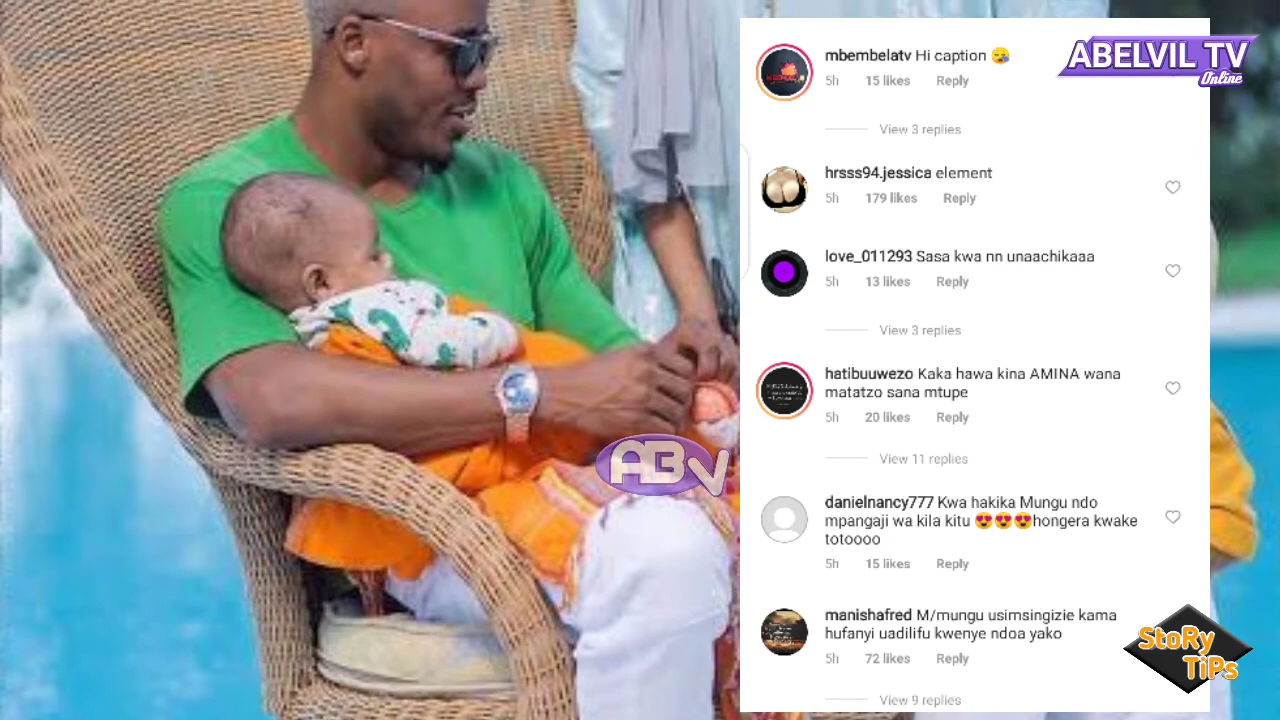 mbembelatv Hi caption 😪
5h 15 likes Reply
View 3 replies
hrsss94.jessica element
5h 179 likes Reply
love_011293 Sasa kwa nn unaachikaaa
5h 13 likes Reply
View 3 replies
hatibuuwezo Kaka hawa kina AMINA wana
matatzo sana mtupe
5h 20 likes Reply
View 11 replies
danielnancy777 Kwa hakika Mungu ndo
mpangaji wa kila kitu 😍😍😍hongera kwake
totoooo
5h 15 likes Reply
manishafred M/mungu usimsingizie kama
hufanyi uadilifu kwenye ndoa yako
5h 72 likes Reply
View 9 replies
ABELVIL TV
Online
ABV
StoRy
TiPs